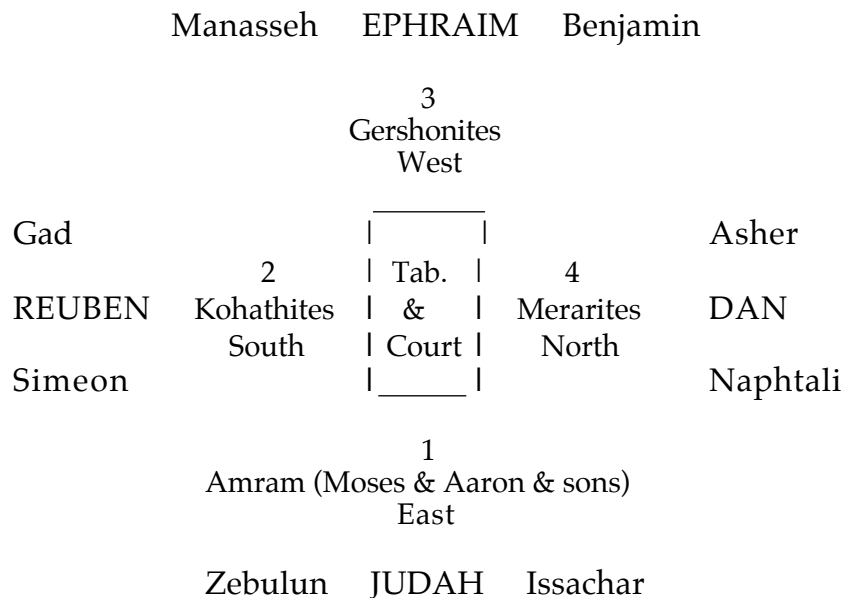 Manasseh EPHRAIM Benjamin
3
Gershonites
West
Gad Asher
2 Tab. 4
REUBEN Kohathites & Merarites DAN
South Court North
Simeon Naphtali
1
Amram (Moses & Aaron & sons)
East
Zebulun JUDAH Issachar